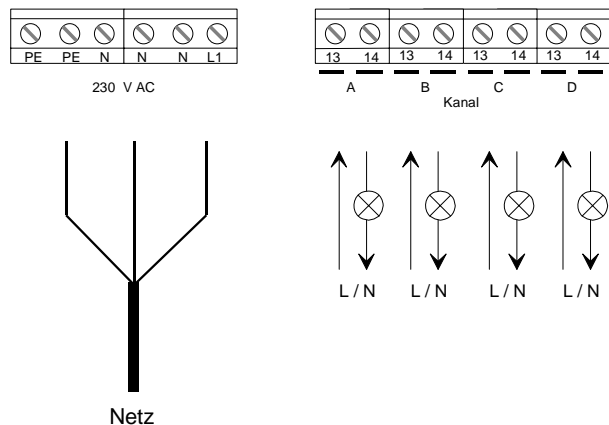 PE PE N N N L1
230 V AC
13 14 13 14 13 14 13 14
A B C D
Kanal
L / N L / N L / N L / N
Netz